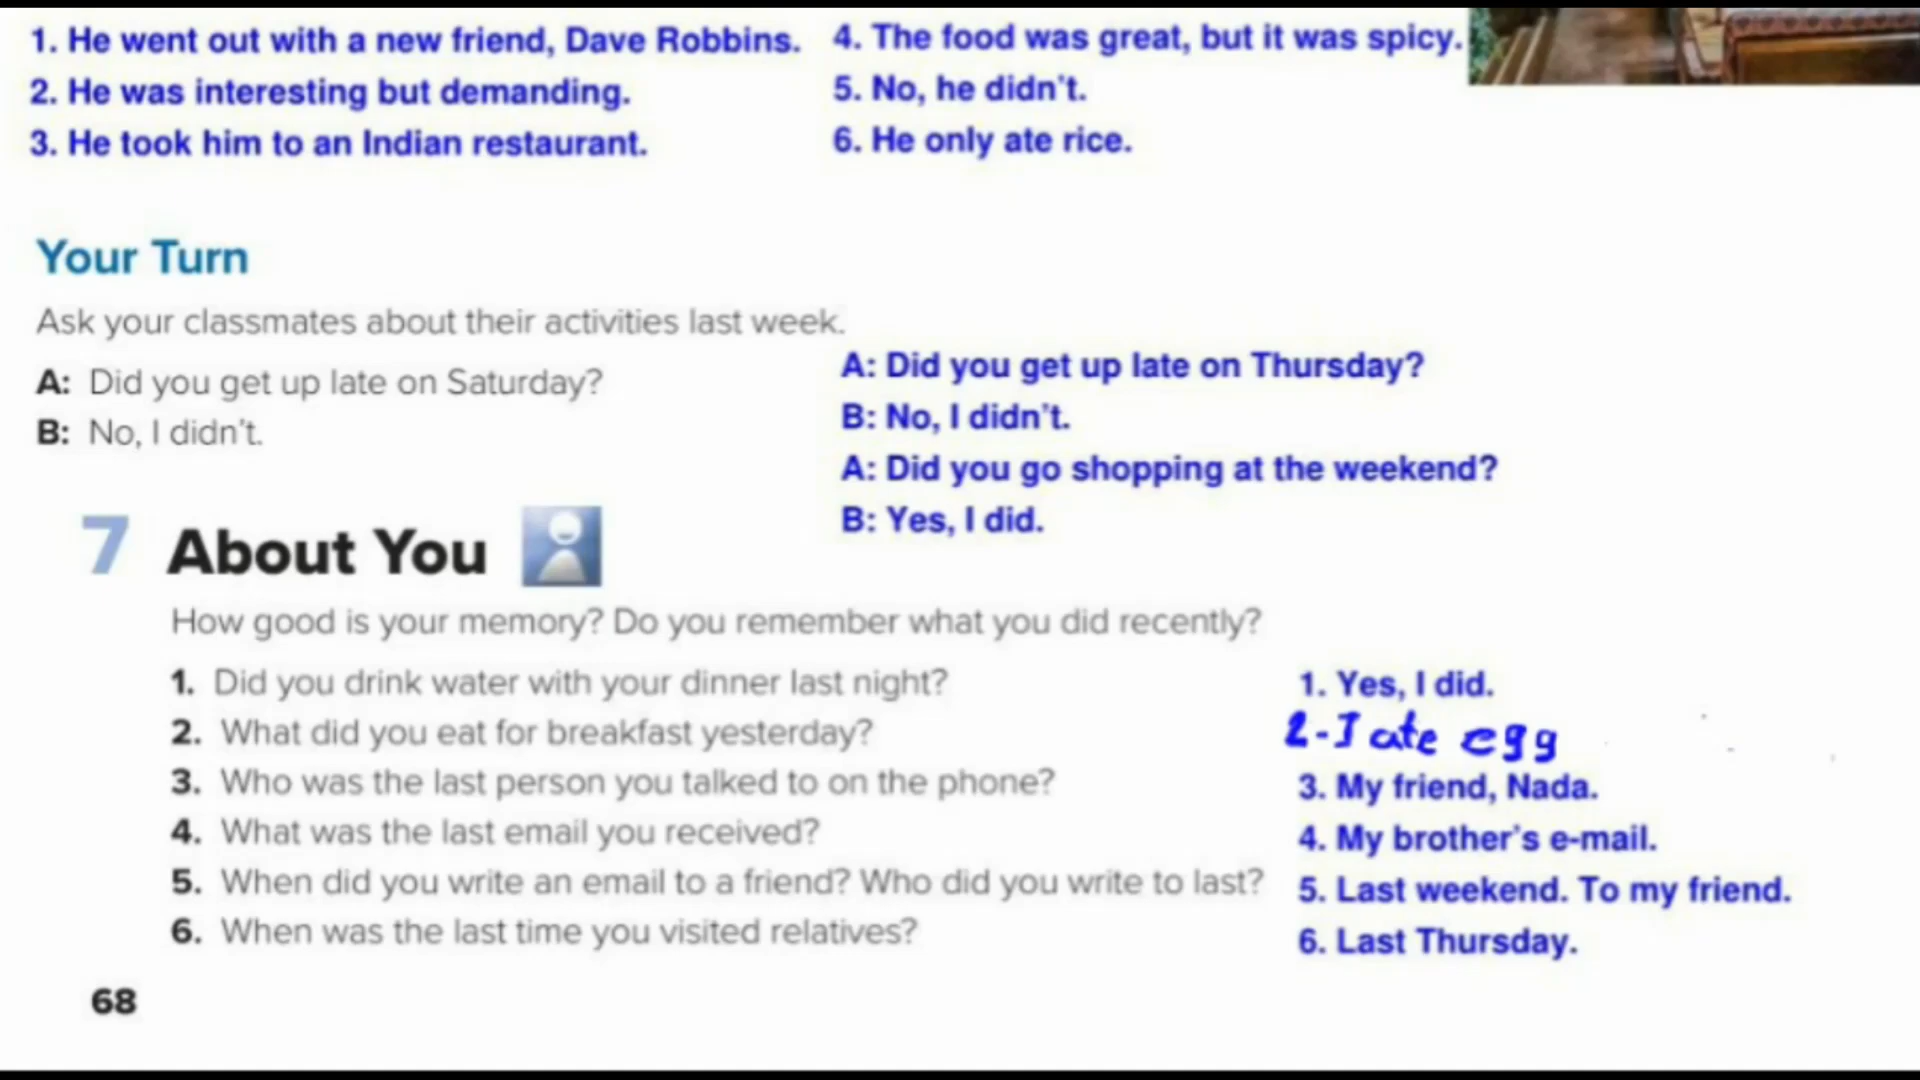 1. He went out with a new friend, Dave Robbins.
2. He was interesting but demanding.
3. He took him to an Indian restaurant.
4. The food was great, but it was spicy.
5. No, he didn't.
6. He only ate rice.
Your Turn
Ask your classmates about their activities last week.
A: Did you get up late on Saturday?
B: No, I didn't.
A: Did you get up late on Thursday?
B: No, I didn't.
A: Did you go shopping at the weekend?
B: Yes, I did.
7 About You
How good is your memory? Do you remember what you did recently?
1. Did you drink water with your dinner last night?
2. What did you eat for breakfast yesterday?
3. Who was the last person you talked to on the phone?
4. What was the last email you received?
5. When did you write an email to a friend? Who did you write to last?
6. When was the last time you visited relatives?
1. Yes, I did.
2-I ate egg
3. My friend, Nada.
4. My brother's e-mail.
5. Last weekend. To my friend.
6. Last Thursday.
68